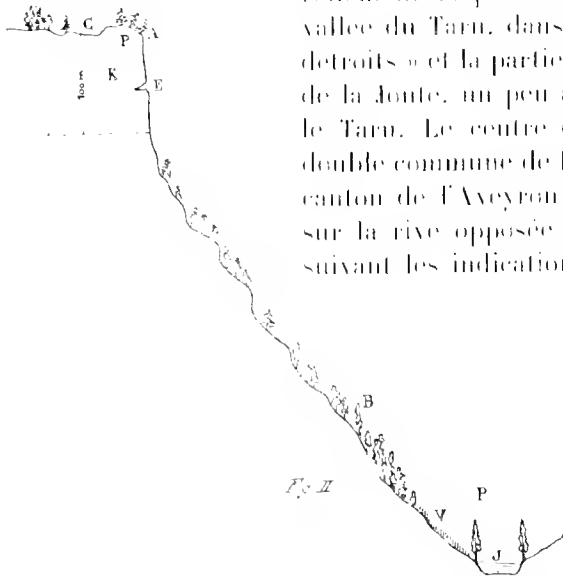 vallée du Tarn, dans
détroits » et la partie
de la Jonte, un peu
le Tarn. Le centre
double commune de
canton de l'Aveyron
sur la rive opposée
suivant les indication
C
P
A
K
E
100 m
B
Fig II
P
V
J